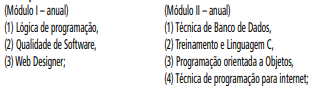 (Módulo I – anual)
(1) Lógica de programação,
(2) Qualidade de Software,
(3) Web Designer;
(Módulo II – anual)
(1) Técnica de Banco de Dados,
(2) Treinamento e Linguagem C,
(3) Programação orientada a Objetos,
(4) Técnica de programação para internet;